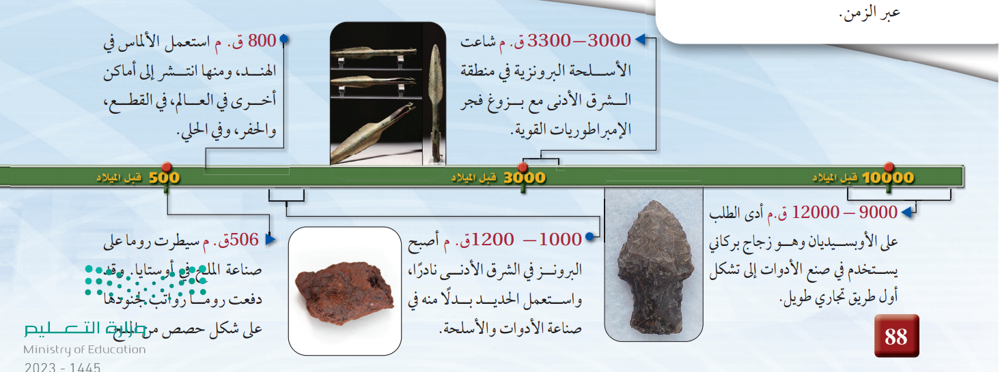 عبر الزمن.
3000–3300 ق. م شاعت
الأسلحة البرونزية في منطقة
الشرق الأدنى مع بزوغ فجر
الإمبراطوريات القوية.
800 ق. م استعمل الألماس في
الهند، ومنها انتشر إلى أماكن
أخرى في العالم، في القطع،
والحفر، وفي الحلي.
10000 قبل الميلاد
3000 قبل الميلاد
500 قبل الميلاد
9000 – 12000 ق.م أدى الطلب
على الأوبسيديان وهو زجاج بركاني
يستخدم في صنع الأدوات إلى تشكل
أول طريق تجاري طويل.
1000 – 1200ق. م أصبح
البرونز في الشرق الأدنى نادرًا،
واستعمل الحديد بدلًا منه في
صناعة الأدوات والأسلحة.
506ق. م سيطرت روما على
صناعة الملح في أوستايا. وقد
دفعت روما رواتب لجنودها
على شكل حصص من الملح.
88
وزارة التعليم
Ministry of Education
2023 - 1445